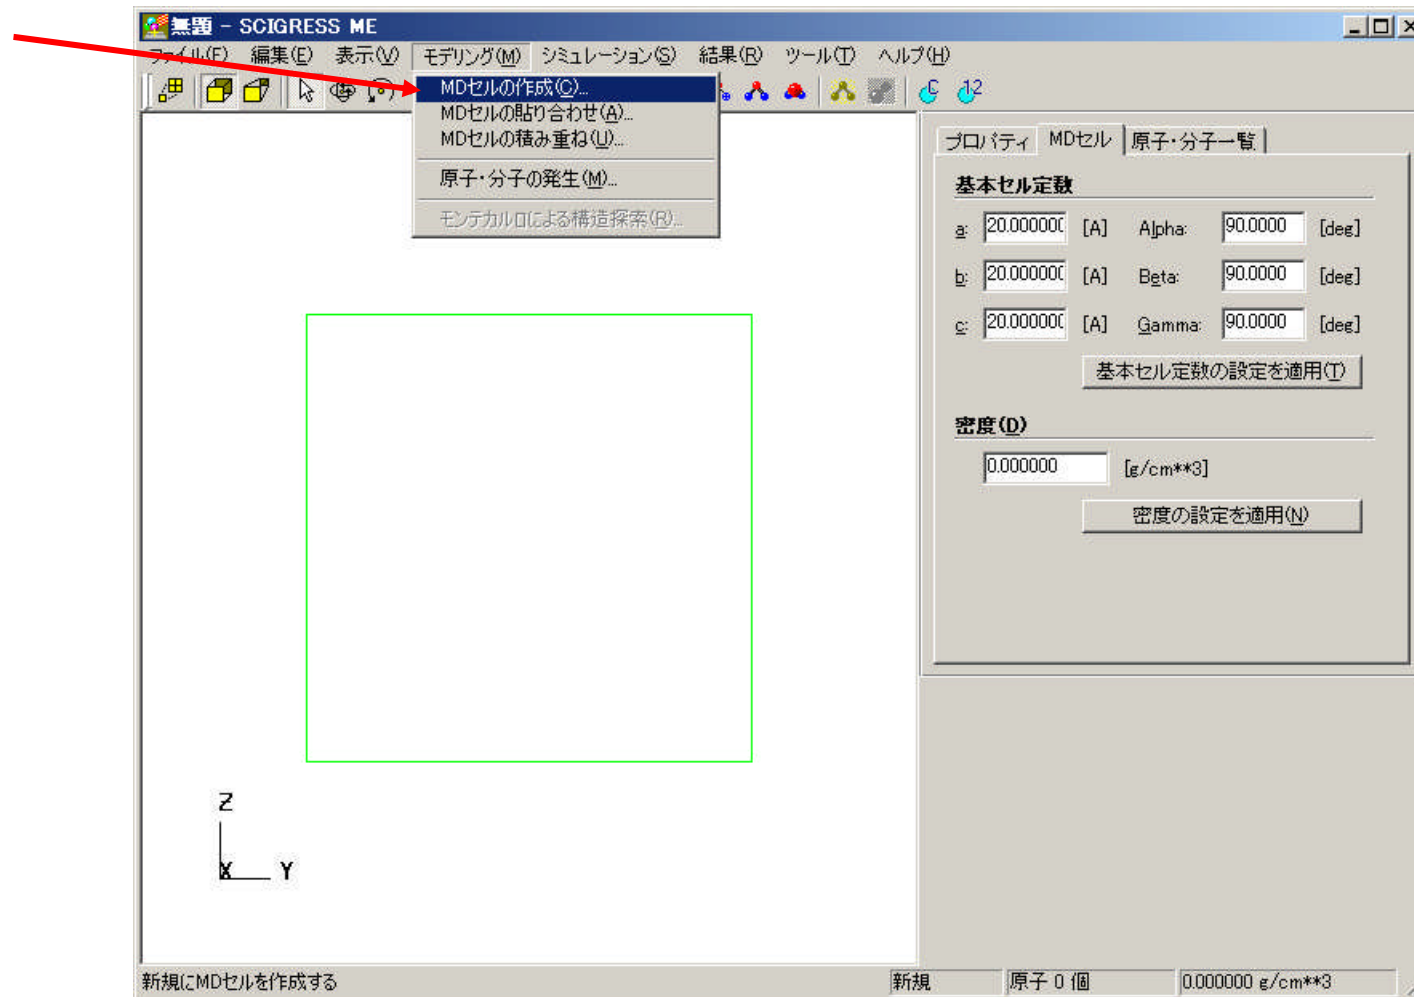 無題 - SCIGRESS ME
ファイル(F) 編集(E) 表示(V) モデリング(M) シミュレーション(S) 結果(R) ツール(T) ヘルプ(H)
MDセルの作成(C)...
MDセルの貼り合わせ(A)...
MDセルの積み重ね(U)...
原子・分子の発生(M)...
モンテカルロによる構造探索(R)...
C 12
プロパティ MDセル 原子・分子一覧
基本セル定数
a: 20.000000 [A] Alpha: 90.0000 [deg]
b: 20.000000 [A] Beta: 90.0000 [deg]
c: 20.000000 [A] Gamma: 90.0000 [deg]
基本セル定数の設定を適用(T)
密度(D)
0.000000 [g/cm**3]
密度の設定を適用(N)
Z
X Y
新規にMDセルを作成する 新規 原子 0 個 0.000000 g/cm**3